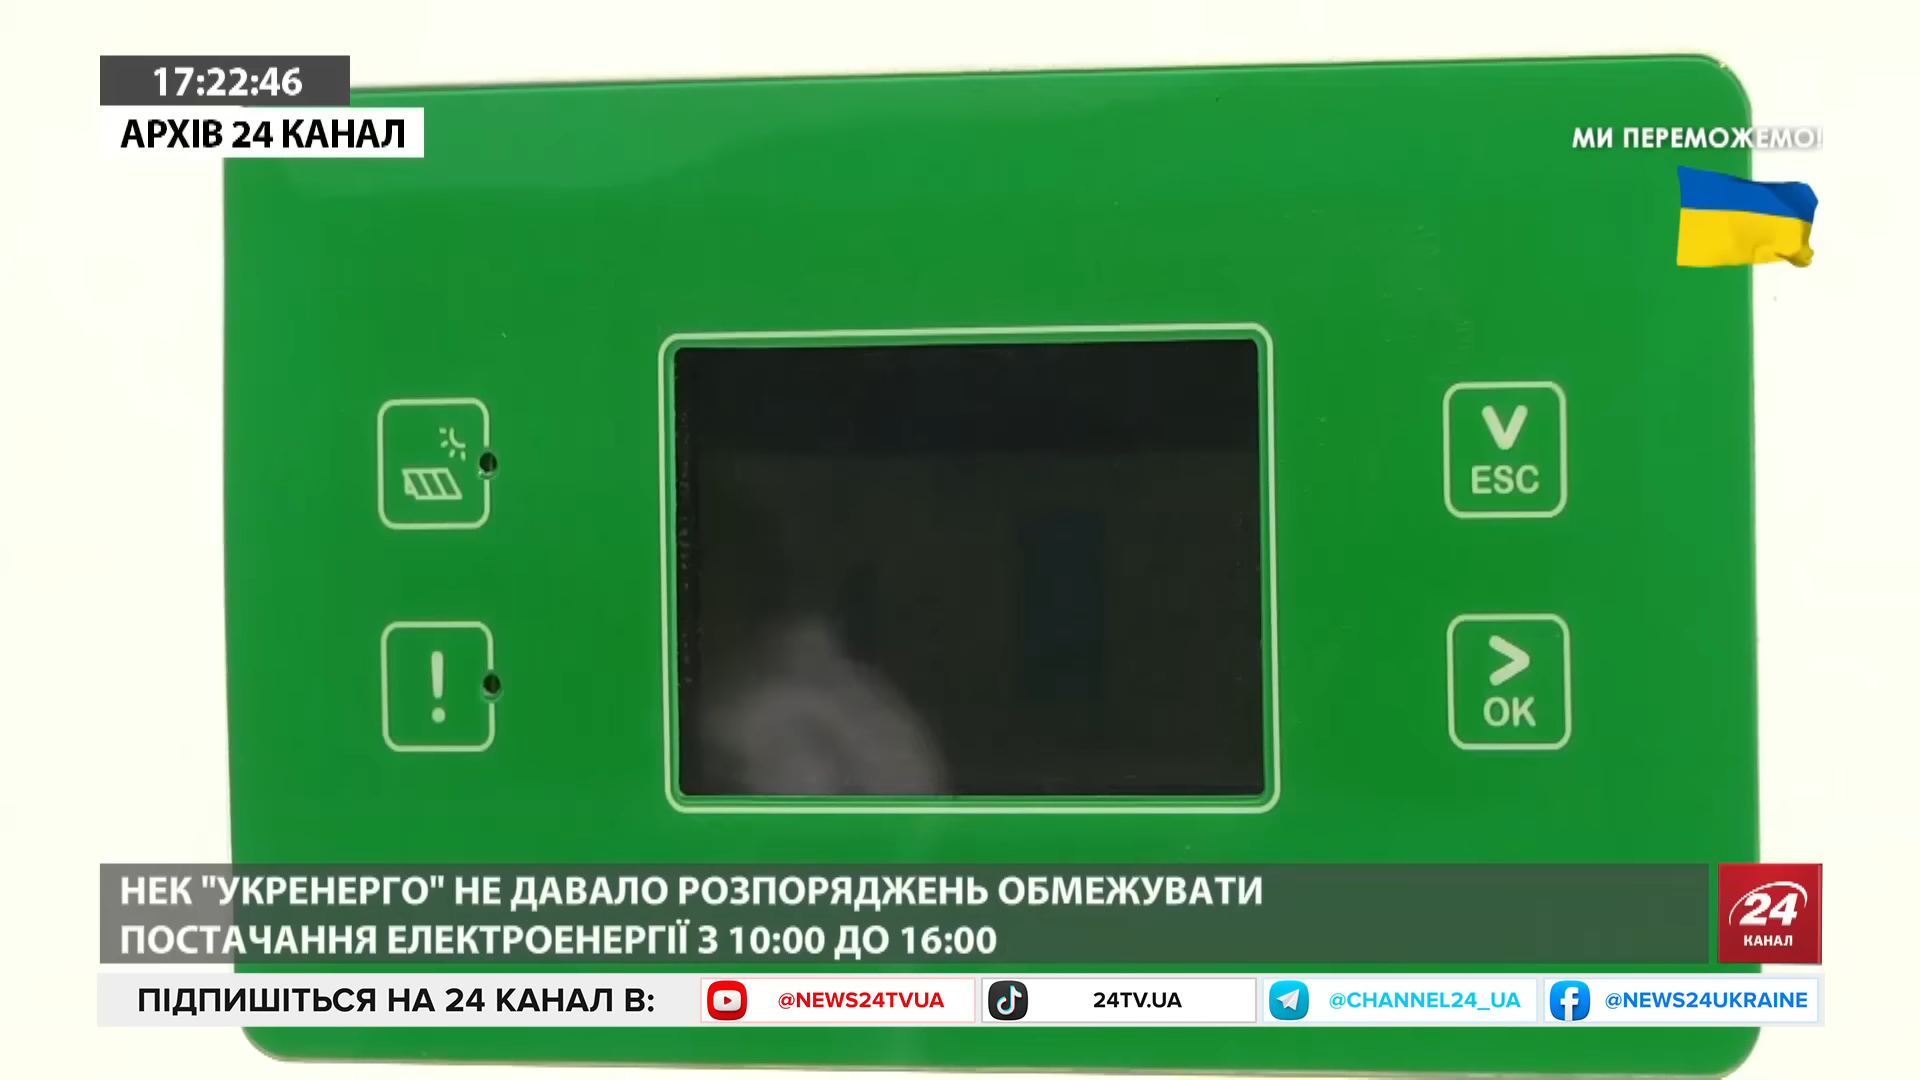 17:22:46
АРХІВ 24 КАНАЛ
МИ ПЕРЕМОЖЕМО!
V
ESC
!
>
OK
НЕК "УКРЕНЕРГО" НЕ ДАВАЛО РОЗПОРЯДЖЕНЬ ОБМЕЖУВАТИ
ПОСТАЧАННЯ ЕЛЕКТРОЕНЕРГІЇ З 10:00 ДО 16:00
24
КАНАЛ
ПІДПИШІТЬСЯ НА 24 КАНАЛ В:
@NEWS24TVUA
24TV.UA
@CHANNEL24_UA
@NEWS24UKRAINE